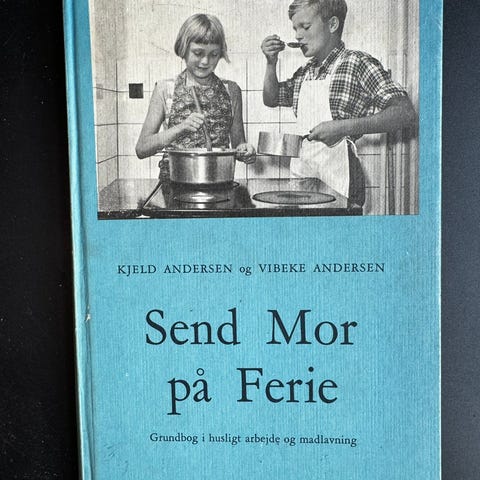 KJELD ANDERSEN og VIBEKE ANDERSEN
Send Mor
på Ferie
Grundbog i husligt arbejde og madlavning